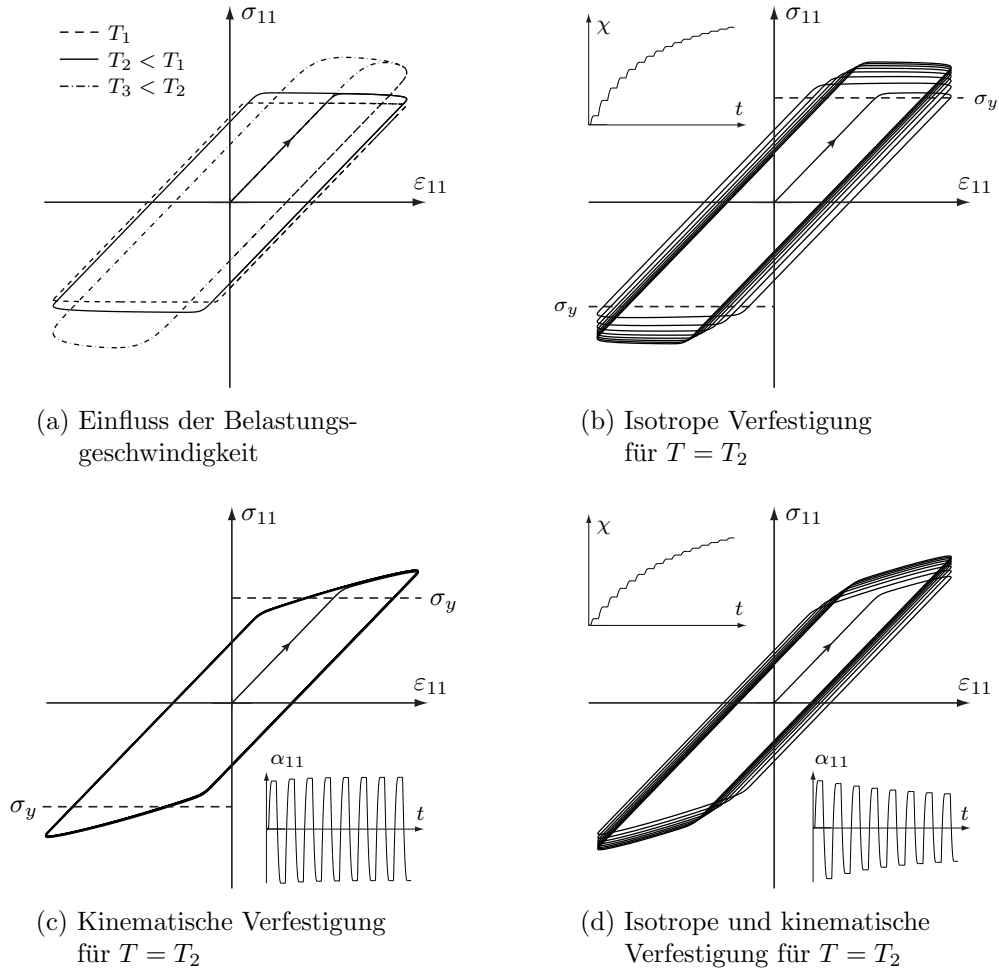 σ₁₁
T₁
T₂ < T₁
T₃ < T₂
ε₁₁
(a) Einfluss der Belastungs-
geschwindigkeit
χ
t
σ₁₁
σ_y
ε₁₁
σ_y
(b) Isotrope Verfestigung
für T = T₂
σ₁₁
σ_y
ε₁₁
σ_y
α₁₁
t
(c) Kinematische Verfestigung
für T = T₂
χ
t
σ₁₁
ε₁₁
α₁₁
t
(d) Isotrope und kinematische
Verfestigung für T = T₂